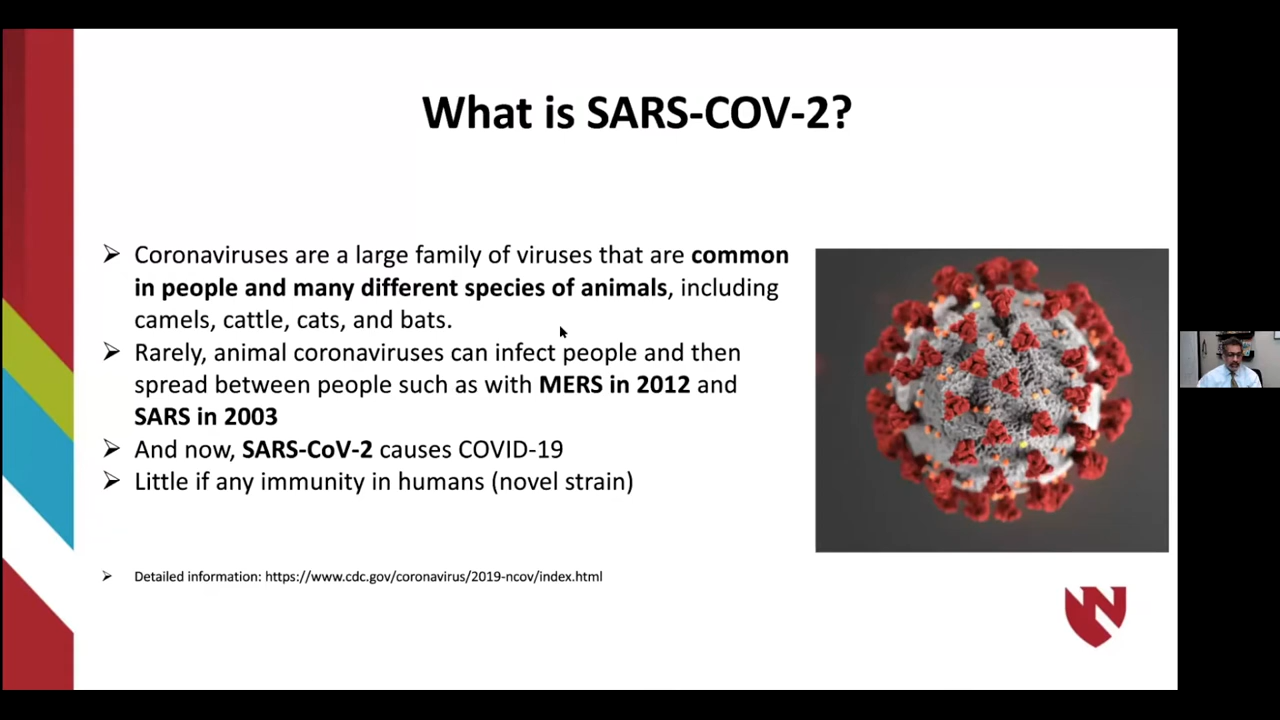 What is SARS-COV-2?
➢ Coronaviruses are a large family of viruses that are common
in people and many different species of animals, including
camels, cattle, cats, and bats.
➢ Rarely, animal coronaviruses can infect people and then
spread between people such as with MERS in 2012 and
SARS in 2003
➢ And now, SARS-CoV-2 causes COVID-19
➢ Little if any immunity in humans (novel strain)
➢ Detailed information: https://www.cdc.gov/coronavirus/2019-ncov/index.html